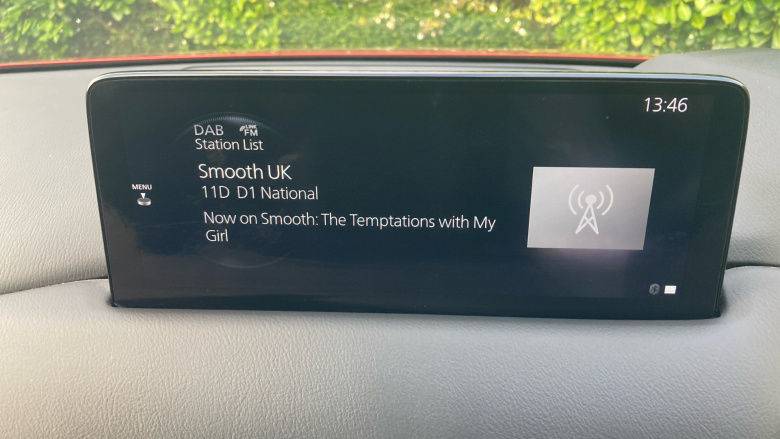 13:46
DAB LINK FM
Station List
Smooth UK
MENU
11D D1 National
Now on Smooth: The Temptations with My
Girl